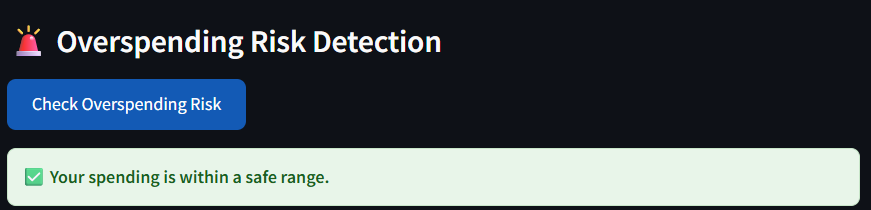 🚨 Overspending Risk Detection
Check Overspending Risk
✅ Your spending is within a safe range.